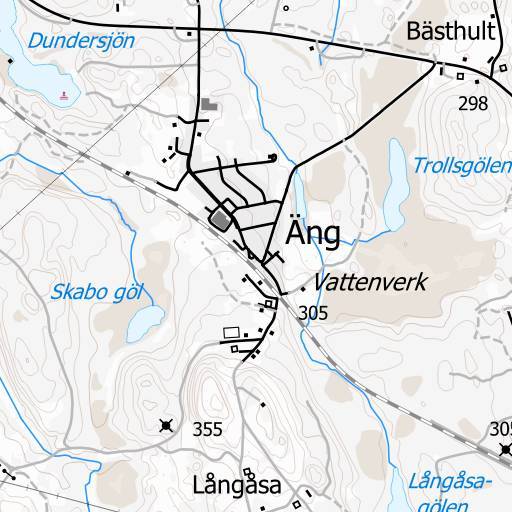 Bästhult
Dundersjön
298
Trollsgölen
Äng
Vattenverk
Skabo göl
305
355
305
Långåsa
Långåsa-
gölen